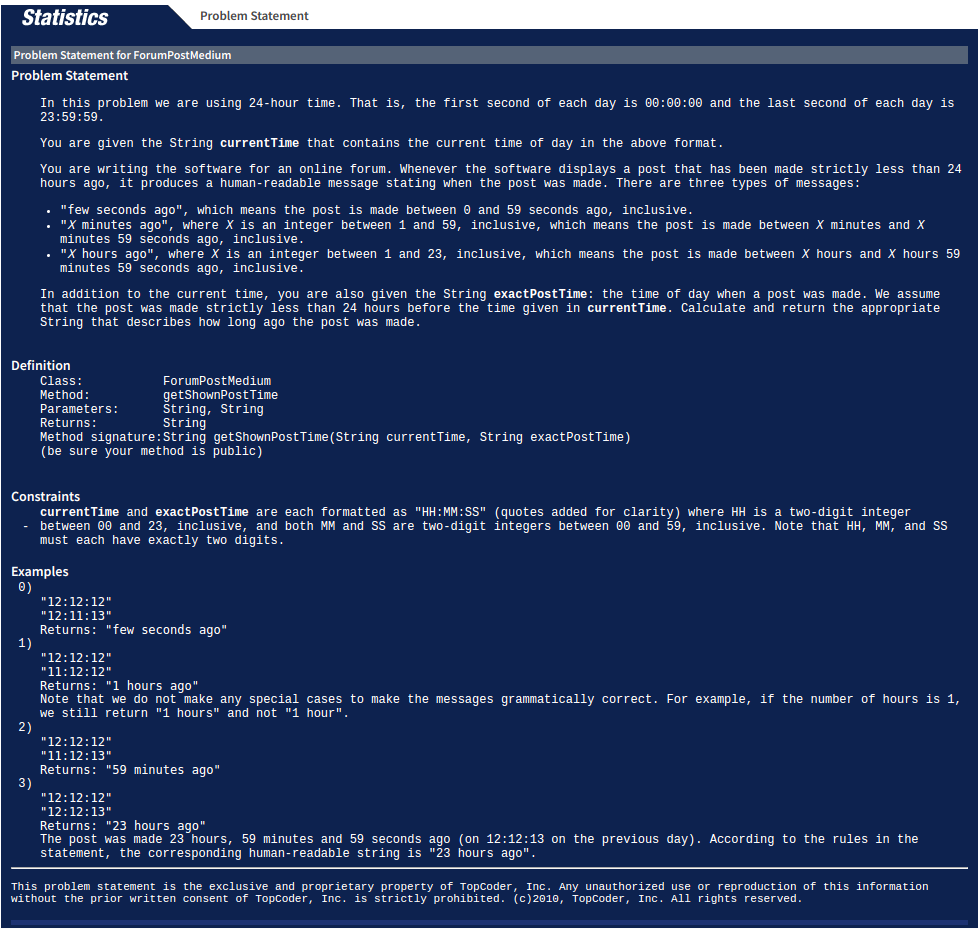 Statistics
Problem Statement
Problem Statement for ForumPostMedium
Problem Statement
In this problem we are using 24-hour time. That is, the first second of each day is 00:00:00 and the last second of each day is
23:59:59.
You are given the String currentTime that contains the current time of day in the above format.
You are writing the software for an online forum. Whenever the software displays a post that has been made strictly less than 24
hours ago, it produces a human-readable message stating when the post was made. There are three types of messages:
• "few seconds ago", which means the post is made between 0 and 59 seconds ago, inclusive.
• "X minutes ago", where X is an integer between 1 and 59, inclusive, which means the post is made between X minutes and X
minutes 59 seconds ago, inclusive.
• "X hours ago", where X is an integer between 1 and 23, inclusive, which means the post is made between X hours and X hours 59
minutes 59 seconds ago, inclusive.
In addition to the current time, you are also given the String exactPostTime: the time of day when a post was made. We assume
that the post was made strictly less than 24 hours before the time given in currentTime. Calculate and return the appropriate
String that describes how long ago the post was made.
Definition
Class: ForumPostMedium
Method: getShownPostTime
Parameters: String, String
Returns: String
Method signature:String getShownPostTime(String currentTime, String exactPostTime)
(be sure your method is public)
Constraints
currentTime and exactPostTime are each formatted as "HH:MM:SS" (quotes added for clarity) where HH is a two-digit integer
- between 00 and 23, inclusive, and both MM and SS are two-digit integers between 00 and 59, inclusive. Note that HH, MM, and SS
must each have exactly two digits.
Examples
0)
"12:12:12"
"12:11:13"
Returns: "few seconds ago"
1)
"12:12:12"
"11:12:12"
Returns: "1 hours ago"
Note that we do not make any special cases to make the messages grammatically correct. For example, if the number of hours is 1,
we still return "1 hours" and not "1 hour".
2)
"12:12:12"
"11:12:13"
Returns: "59 minutes ago"
3)
"12:12:12"
"12:12:13"
Returns: "23 hours ago"
The post was made 23 hours, 59 minutes and 59 seconds ago (on 12:12:13 on the previous day). According to the rules in the
statement, the corresponding human-readable string is "23 hours ago".
This problem statement is the exclusive and proprietary property of TopCoder, Inc. Any unauthorized use or reproduction of this information
without the prior written consent of TopCoder, Inc. is strictly prohibited. (c)2010, TopCoder, Inc. All rights reserved.